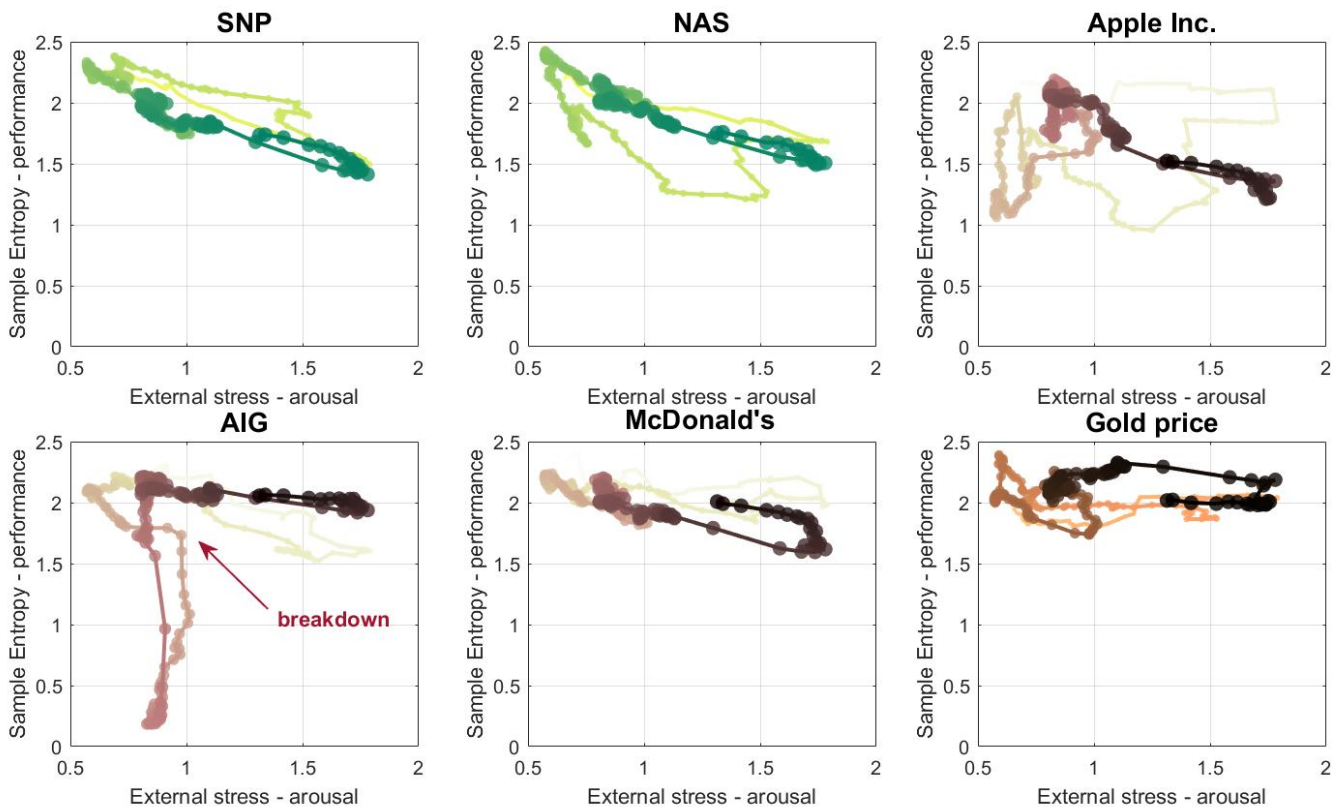 SNP
2.5
2
1.5
1
0.5
0
Sample Entropy - performance
0.5 1 1.5 2
External stress - arousal
NAS
2.5
2
1.5
1
0.5
0
Sample Entropy - performance
0.5 1 1.5 2
External stress - arousal
Apple Inc.
2.5
2
1.5
1
0.5
0
Sample Entropy - performance
0.5 1 1.5 2
External stress - arousal
AIG
2.5
2
1.5
1
0.5
0
Sample Entropy - performance
breakdown
0.5 1 1.5 2
External stress - arousal
McDonald's
2.5
2
1.5
1
0.5
0
Sample Entropy - performance
0.5 1 1.5 2
External stress - arousal
Gold price
2.5
2
1.5
1
0.5
0
Sample Entropy - performance
0.5 1 1.5 2
External stress - arousal